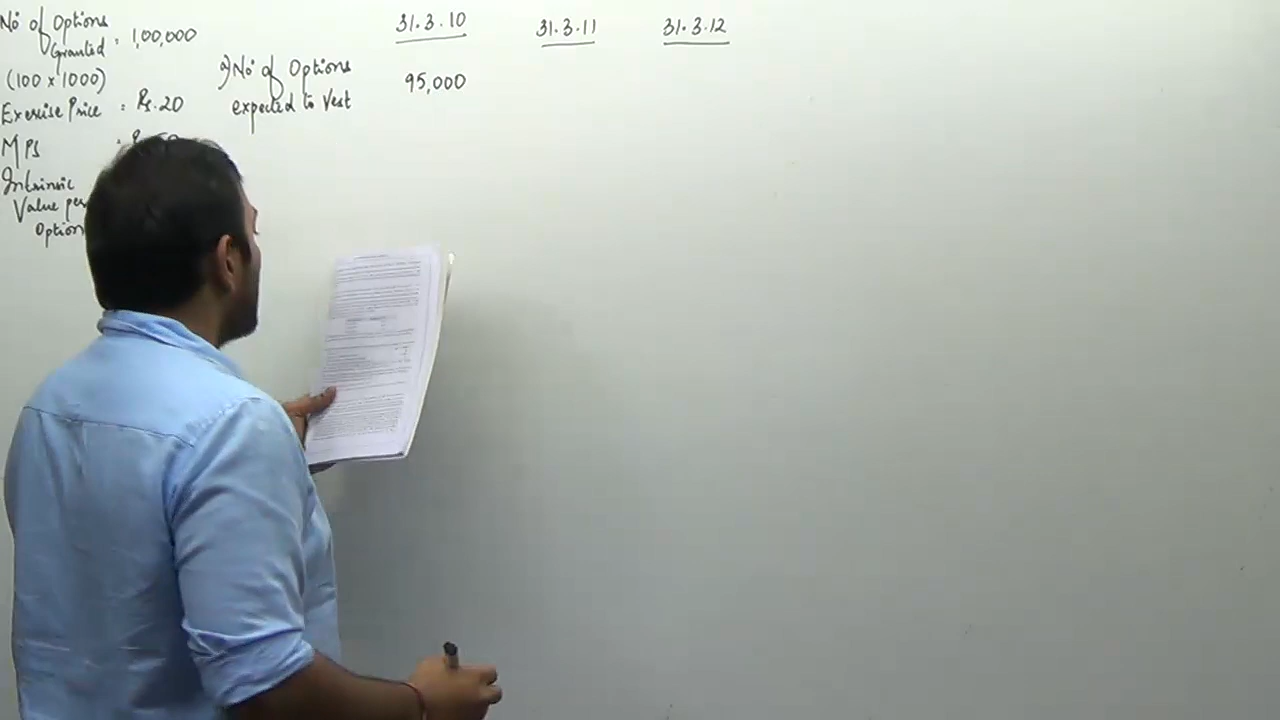 No of Options
Granted : 1,00,000
(100 x 1000)
Exercise Price : Rs. 20
MPS :
Intrinsic
Value per
Option
31.3.10 31.3.11 31.3.12
a) No of Options
expected to Vest 95,000